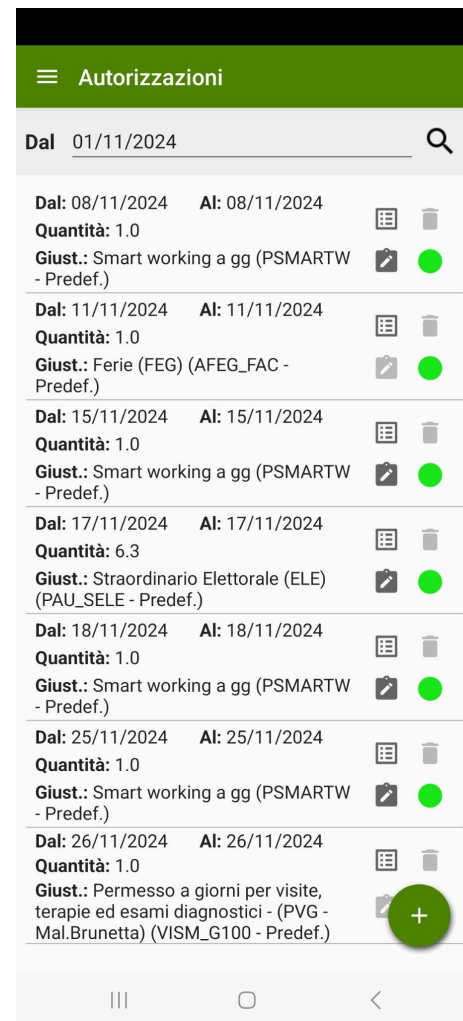 Autorizzazioni
Dal 01/11/2024
Dal: 08/11/2024 Al: 08/11/2024
Quantità: 1.0
Giust.: Smart working a gg (PSMARTW
- Predef.)
Dal: 11/11/2024 Al: 11/11/2024
Quantità: 1.0
Giust.: Ferie (FEG) (AFEG_FAC -
Predef.)
Dal: 15/11/2024 Al: 15/11/2024
Quantità: 1.0
Giust.: Smart working a gg (PSMARTW
- Predef.)
Dal: 17/11/2024 Al: 17/11/2024
Quantità: 6.3
Giust.: Straordinario Elettorale (ELE)
(PAU_SELE - Predef.)
Dal: 18/11/2024 Al: 18/11/2024
Quantità: 1.0
Giust.: Smart working a gg (PSMARTW
- Predef.)
Dal: 25/11/2024 Al: 25/11/2024
Quantità: 1.0
Giust.: Smart working a gg (PSMARTW
- Predef.)
Dal: 26/11/2024 Al: 26/11/2024
Quantità: 1.0
Giust.: Permesso a giorni per visite,
terapie ed esami diagnostici - (PVG -
Mal.Brunetta) (VISM_G100 - Predef.)